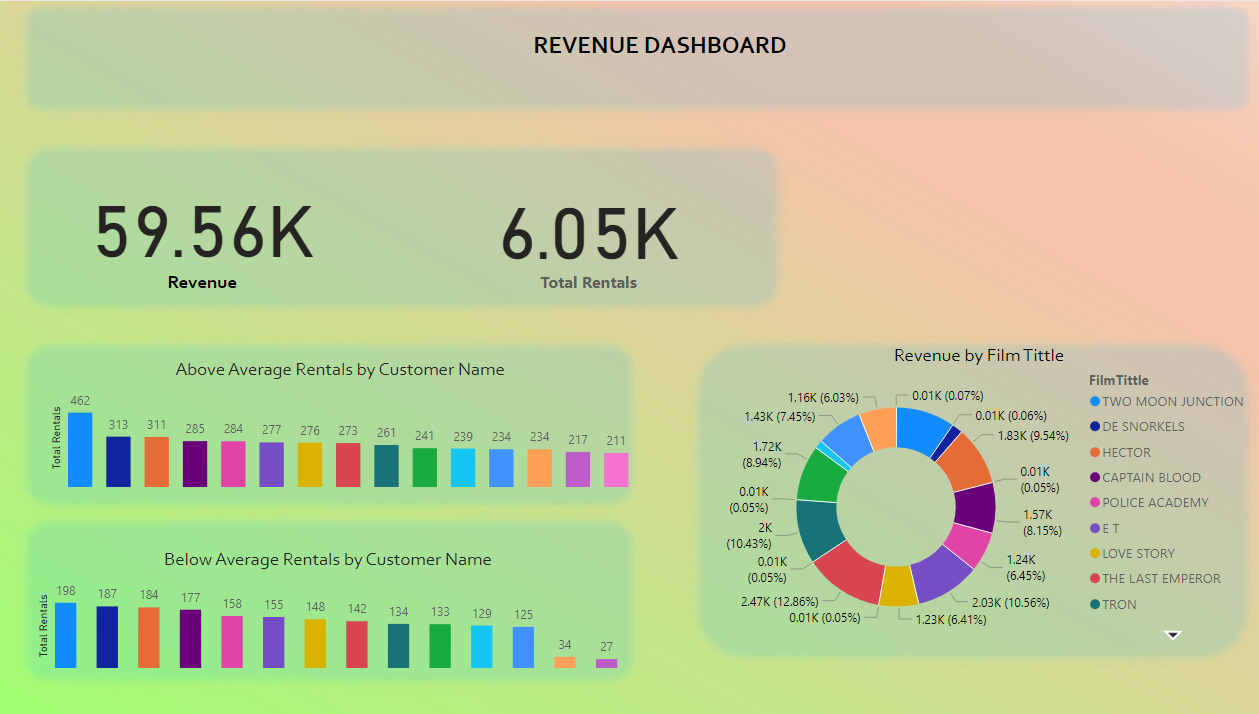 REVENUE DASHBOARD
59.56K
Revenue
6.05K
Total Rentals
Above Average Rentals by Customer Name
Total Rentals
462
313
311
285
284
277
276
273
261
241
239
234
234
217
211
Below Average Rentals by Customer Name
Total Rentals
198
187
184
177
158
155
148
142
134
133
129
125
34
27
Revenue by Film Tittle
0.01K (0.07%)
0.01K (0.06%)
1.83K (9.54%)
0.01K
(0.05%)
1.57K
(8.15%)
1.24K
(6.45%)
2.03K (10.56%)
1.23K (6.41%)
0.01K (0.05%)
2.47K (12.86%)
0.01K
(0.05%)
2K
(10.43%)
0.01K
(0.05%)
1.72K
(8.94%)
1.43K (7.45%)
1.16K (6.03%)
FilmTittle
TWO MOON JUNCTION
DE SNORKELS
HECTOR
CAPTAIN BLOOD
POLICE ACADEMY
E T
LOVE STORY
THE LAST EMPEROR
TRON